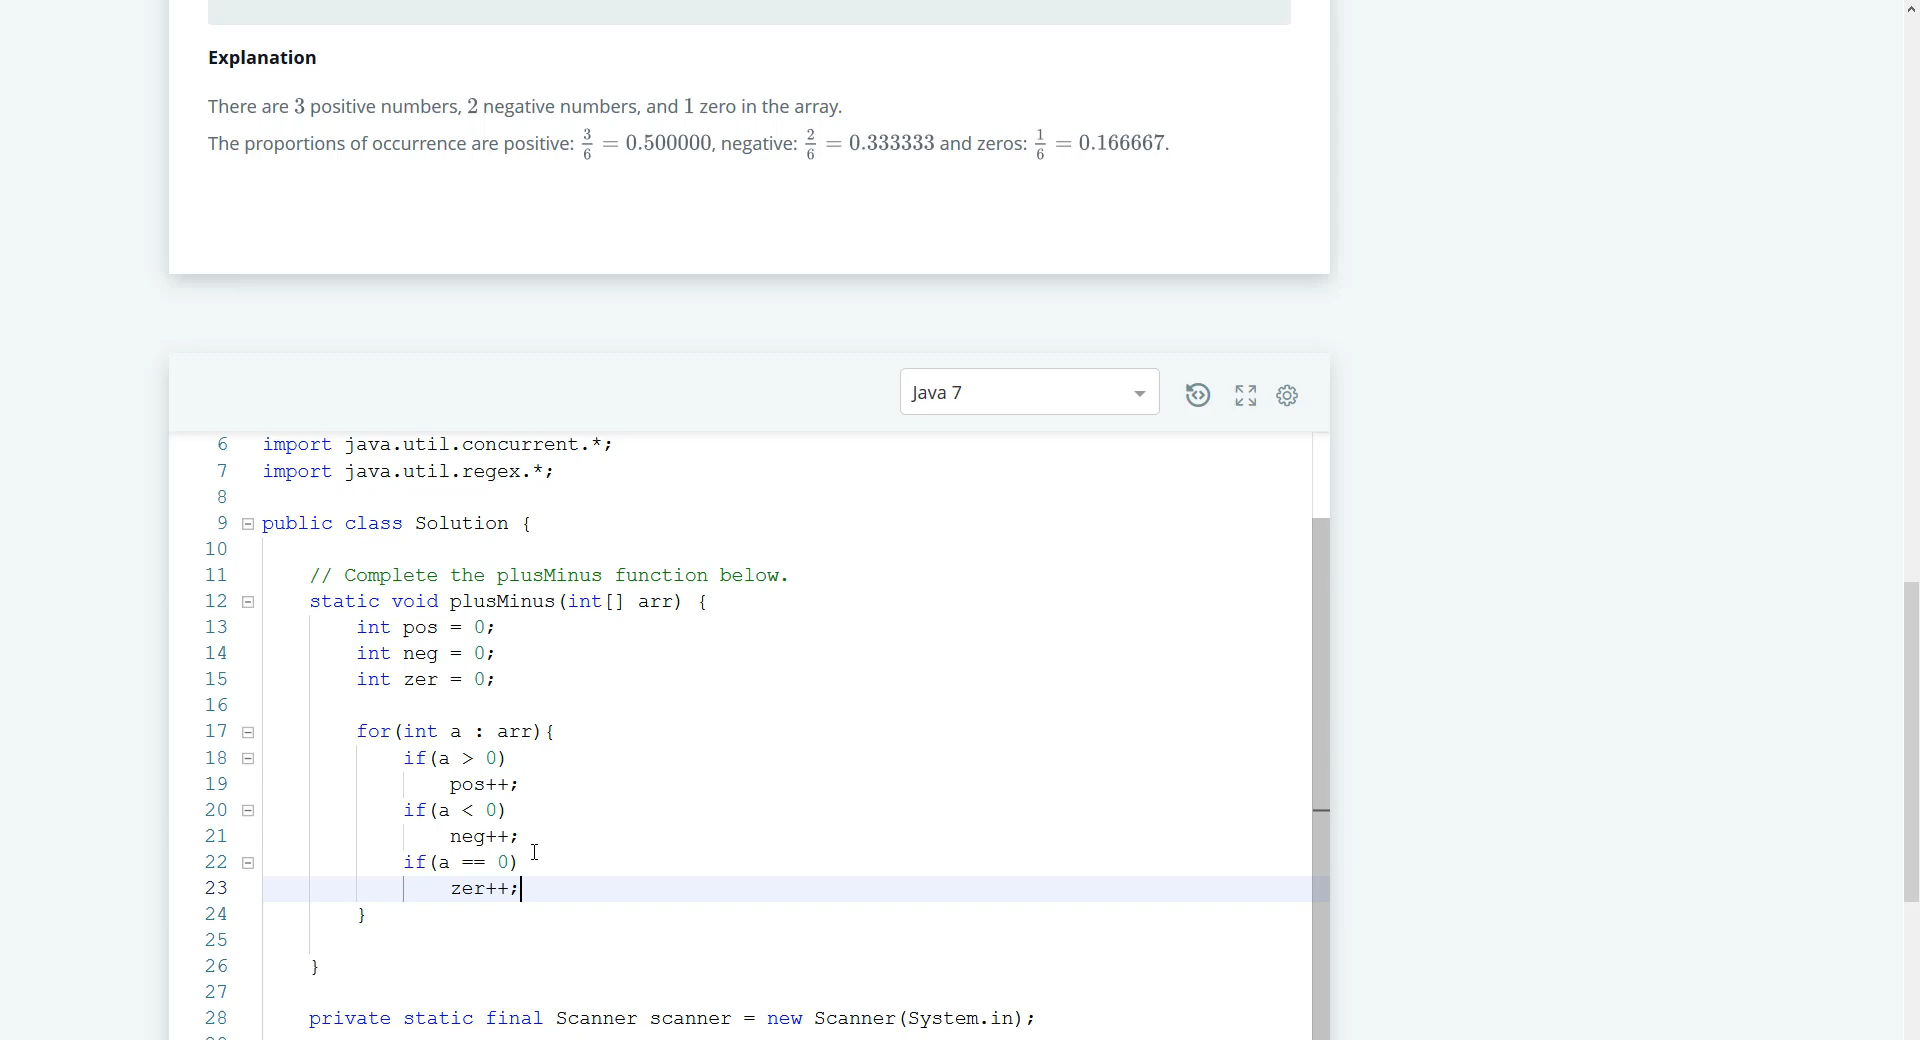 Explanation
There are 3 positive numbers, 2 negative numbers, and 1 zero in the array.
The proportions of occurrence are positive: 3/6 = 0.500000, negative: 2/6 = 0.333333 and zeros: 1/6 = 0.166667.
Java 7
6 import java.util.concurrent.*;
7 import java.util.regex.*;
8
9 public class Solution {
10
11 // Complete the plusMinus function below.
12 static void plusMinus(int[] arr) {
13 int pos = 0;
14 int neg = 0;
15 int zer = 0;
16
17 for(int a : arr){
18 if(a > 0)
19 pos++;
20 if(a < 0)
21 neg++;
22 if(a == 0)
23 zer++;
24 }
25
26 }
27
28 private static final Scanner scanner = new Scanner(System.in);